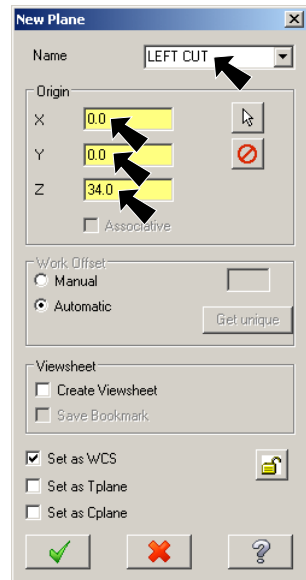 New Plane
Name LEFT CUT
Origin
X 0.0
Y 0.0
Z 34.0
Associative
Work Offset
Manual
Automatic
Get unique
Viewsheet
Create Viewsheet
Save Bookmark
Set as WCS
Set as Tplane
Set as Cplane
?